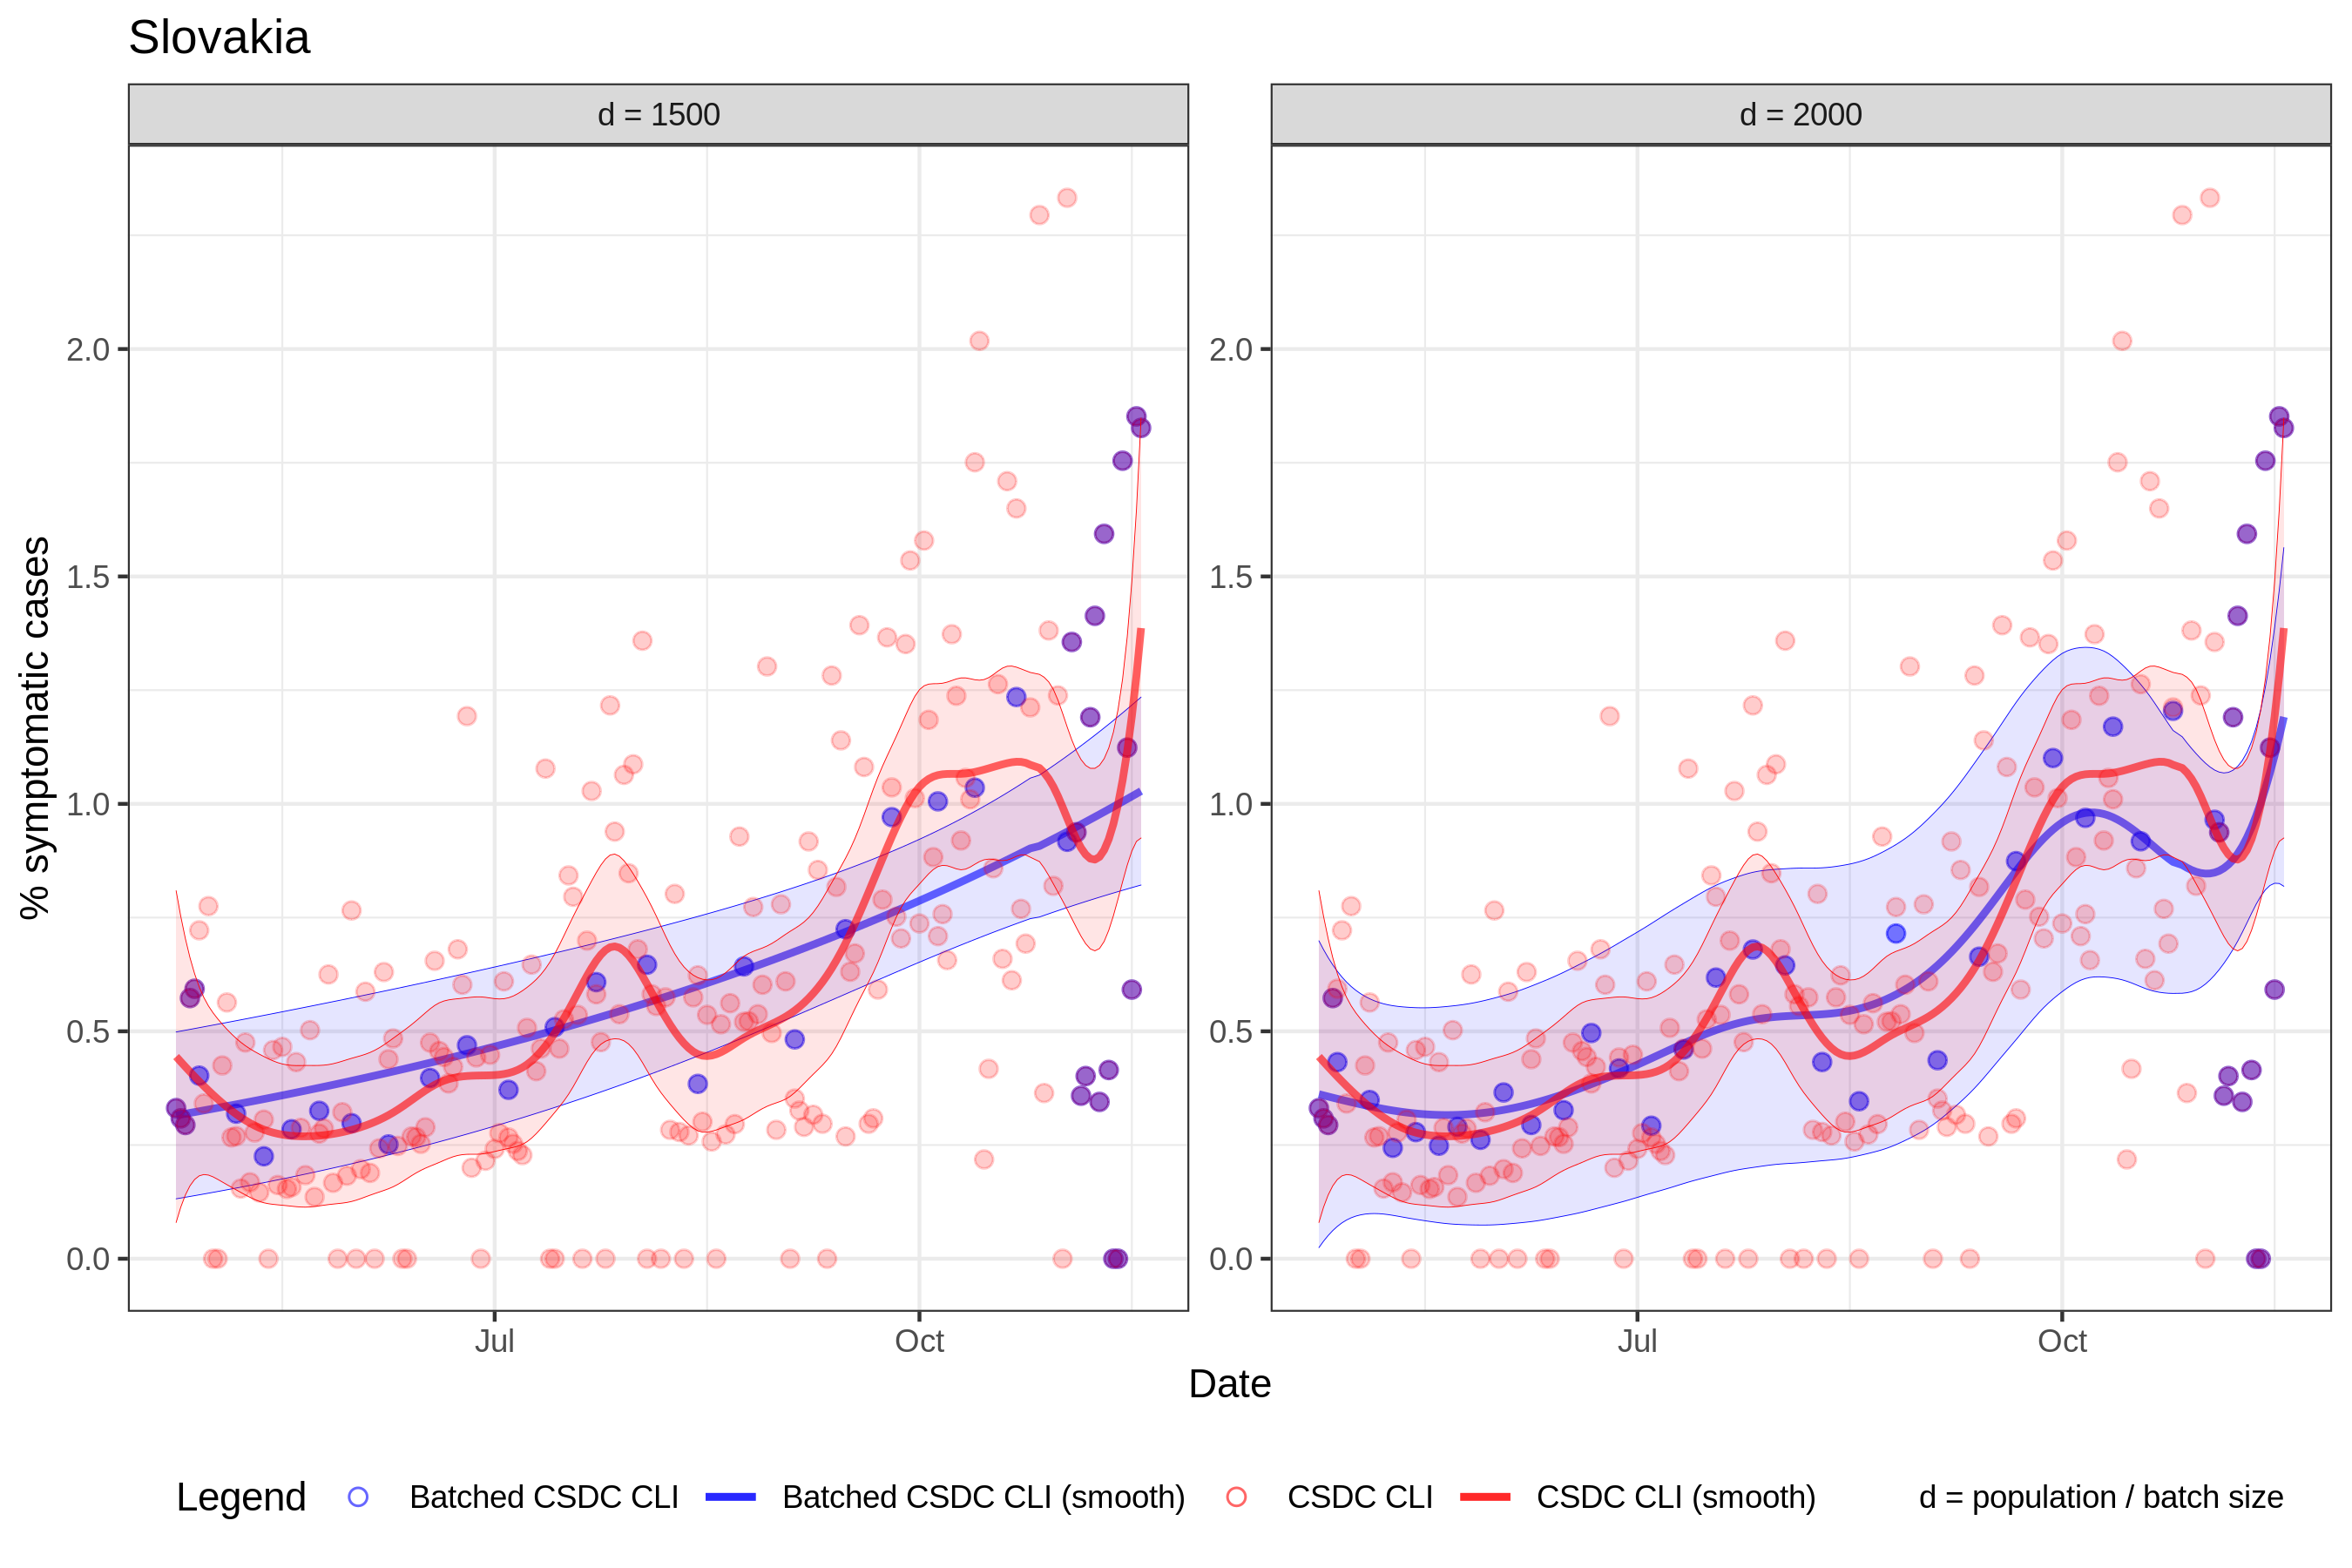 Slovakia
d = 1500
d = 2000
% symptomatic cases
2.0
1.5
1.0
0.5
0.0
2.0
1.5
1.0
0.5
0.0
Jul
Oct
Jul
Oct
Date
Legend
Batched CSDC CLI
Batched CSDC CLI (smooth)
CSDC CLI
CSDC CLI (smooth)
d = population / batch size